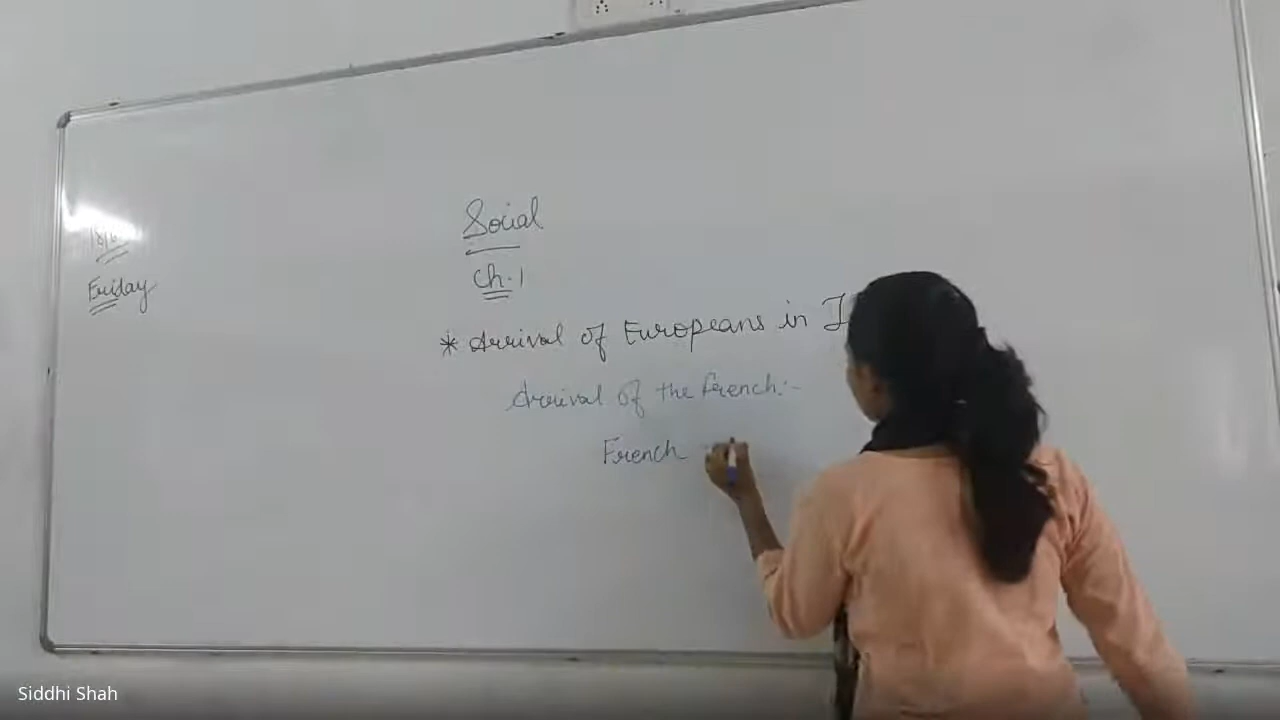 Social
Friday
Ch.1
* Arrival of Europeans in I
Arrival of the French:-
French
Siddhi Shah